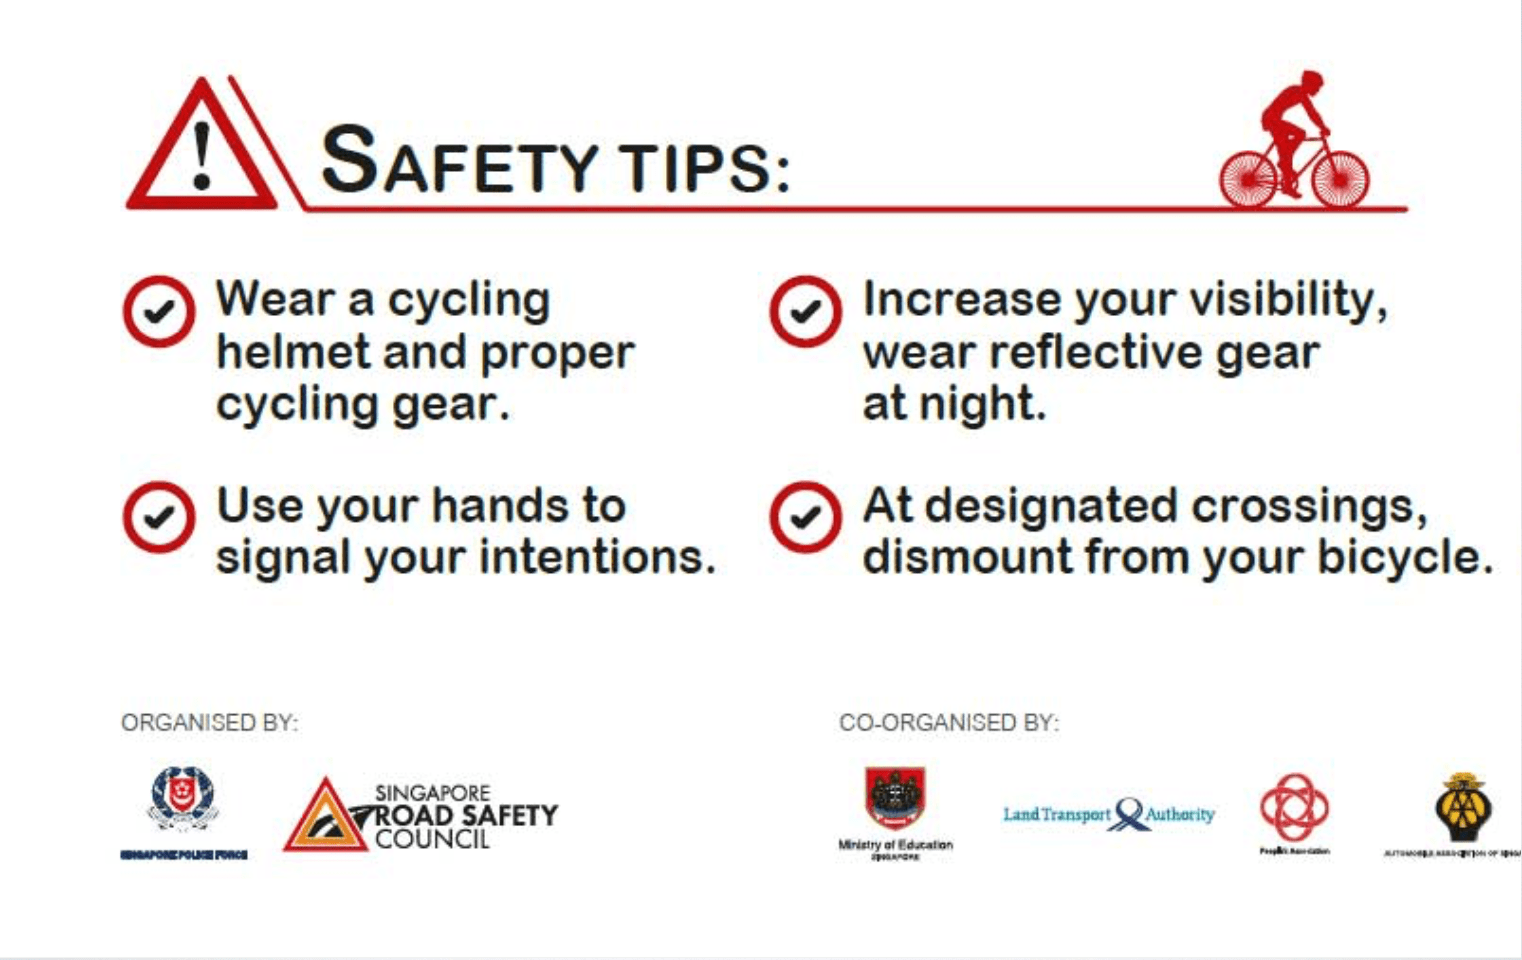 !
SAFETY TIPS:
Wear a cycling
helmet and proper
cycling gear.
Increase your visibility,
wear reflective gear
at night.
Use your hands to
signal your intentions.
At designated crossings,
dismount from your bicycle.
ORGANISED BY:
SINGAPORE POLICE FORCE
SINGAPORE
ROAD SAFETY
COUNCIL
CO-ORGANISED BY:
Ministry of Education
SINGAPORE
Land Transport Authority
People's Association
AA
AUTOMOBILE ASSOCIATION OF